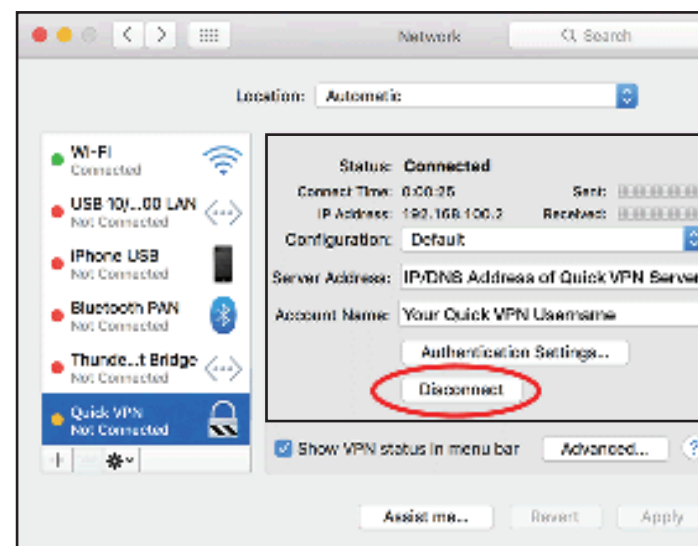 Network
Search
Location: Automatic
Wi-Fi
Connected
USB 10/...00 LAN
Not Connected
iPhone USB
Not Connected
Bluetooth PAN
Not Connected
Thunde...t Bridge
Not Connected
Quick VPN
Not Connected
Status: Connected
Connect Time: 0:00:25 Sent:
IP Address: 192.168.100.2 Received:
Configuration: Default
Server Address: IP/DNS Address of Quick VPN Server
Account Name: Your Quick VPN Username
Authentication Settings...
Disconnect
Show VPN status in menu bar Advanced... ?
Assist me... Revert Apply